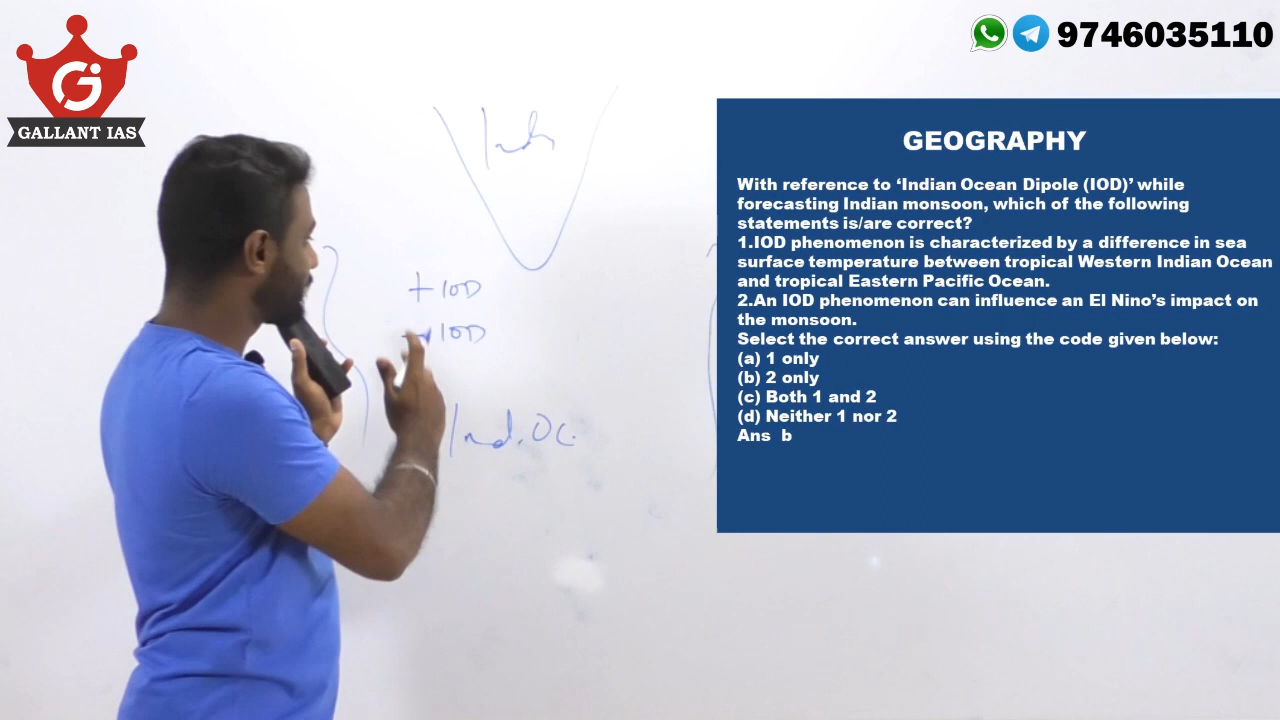 GALLANT IAS
9746035110
+ IOD
- IOD
Ind. Oc.
GEOGRAPHY
With reference to ‘Indian Ocean Dipole (IOD)’ while
forecasting Indian monsoon, which of the following
statements is/are correct?
1.IOD phenomenon is characterized by a difference in sea
surface temperature between tropical Western Indian Ocean
and tropical Eastern Pacific Ocean.
2.An IOD phenomenon can influence an El Nino’s impact on
the monsoon.
Select the correct answer using the code given below:
(a) 1 only
(b) 2 only
(c) Both 1 and 2
(d) Neither 1 nor 2
Ans b